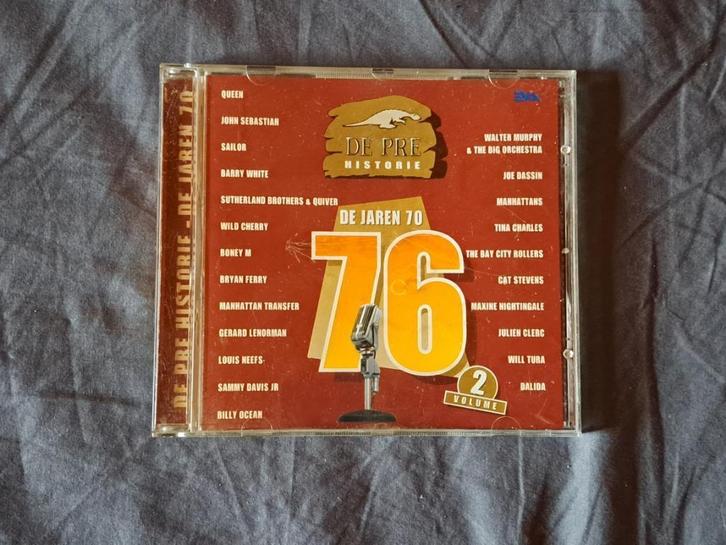 DE PRE HISTORIE - DE JAREN 70
QUEEN
JOHN SEBASTIAN
SAILOR
BARRY WHITE
SUTHERLAND BROTHERS & QUIVER
WILD CHERRY
BONEY M
BRYAN FERRY
MANHATTAN TRANSFER
GERARD LENORMAN
LOUIS NEEFS
SAMMY DAVIS JR
BILLY OCEAN
DE PRE
HISTORIE
DE JAREN 70
76
2
VOLUME
WALTER MURPHY
& THE BIG ORCHESTRA
JOE DASSIN
MANHATTANS
TINA CHARLES
THE BAY CITY ROLLERS
CAT STEVENS
MAXINE NIGHTINGALE
JULIEN CLERC
WILL TURA
DALIDA